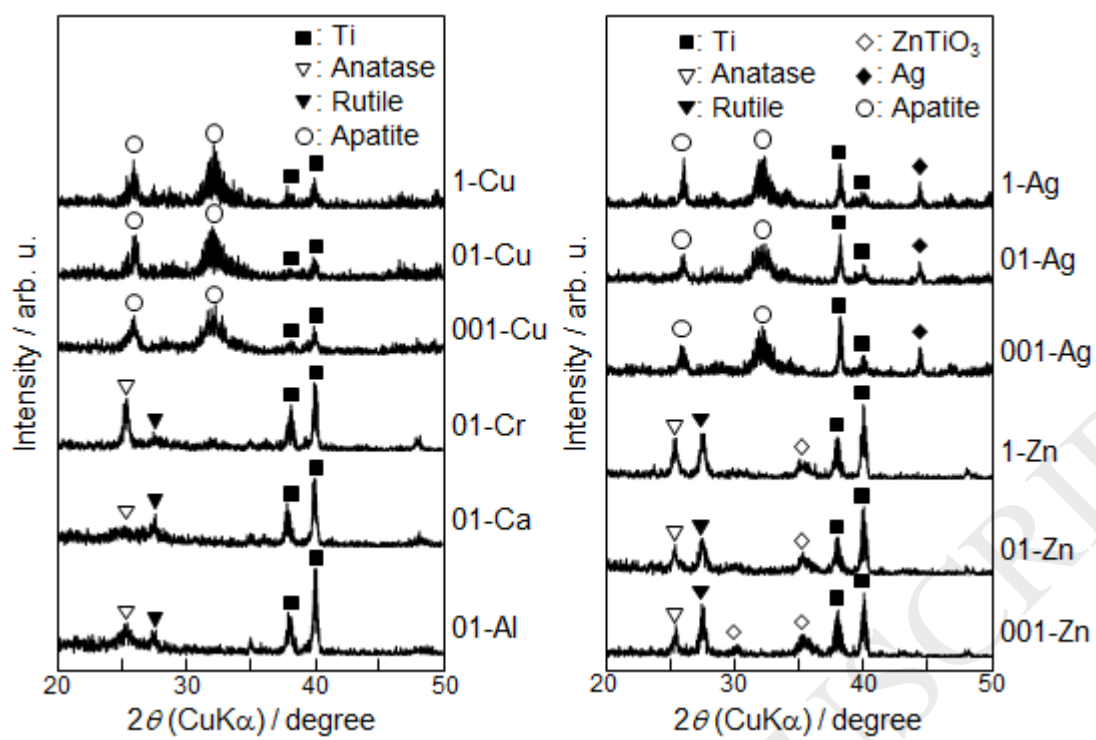 ■: Ti
▽: Anatase
▼: Rutile
○: Apatite
1-Cu
01-Cu
001-Cu
01-Cr
01-Ca
01-Al
Intensity / arb. u.
20 30 40 50
2θ (CuKα) / degree
■: Ti ◇: ZnTiO₃
▽: Anatase ◆: Ag
▼: Rutile ○: Apatite
1-Ag
01-Ag
001-Ag
1-Zn
01-Zn
001-Zn
Intensity / arb. u.
20 30 40 50
2θ (CuKα) / degree